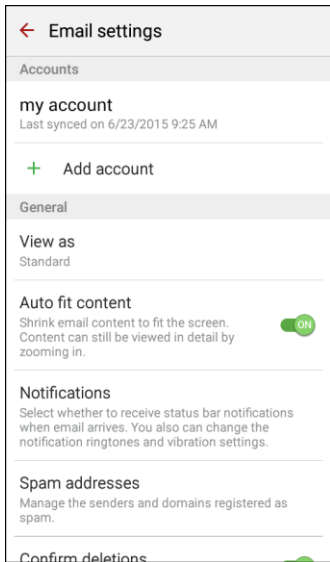 Email settings
Accounts
my account
Last synced on 6/23/2015 9:25 AM
+ Add account
General
View as
Standard
Auto fit content
Shrink email content to fit the screen.
Content can still be viewed in detail by
zooming in.
ON
Notifications
Select whether to receive status bar notifications
when email arrives. You also can change the
notification ringtones and vibration settings.
Spam addresses
Manage the senders and domains registered as
spam.
Confirm deletions